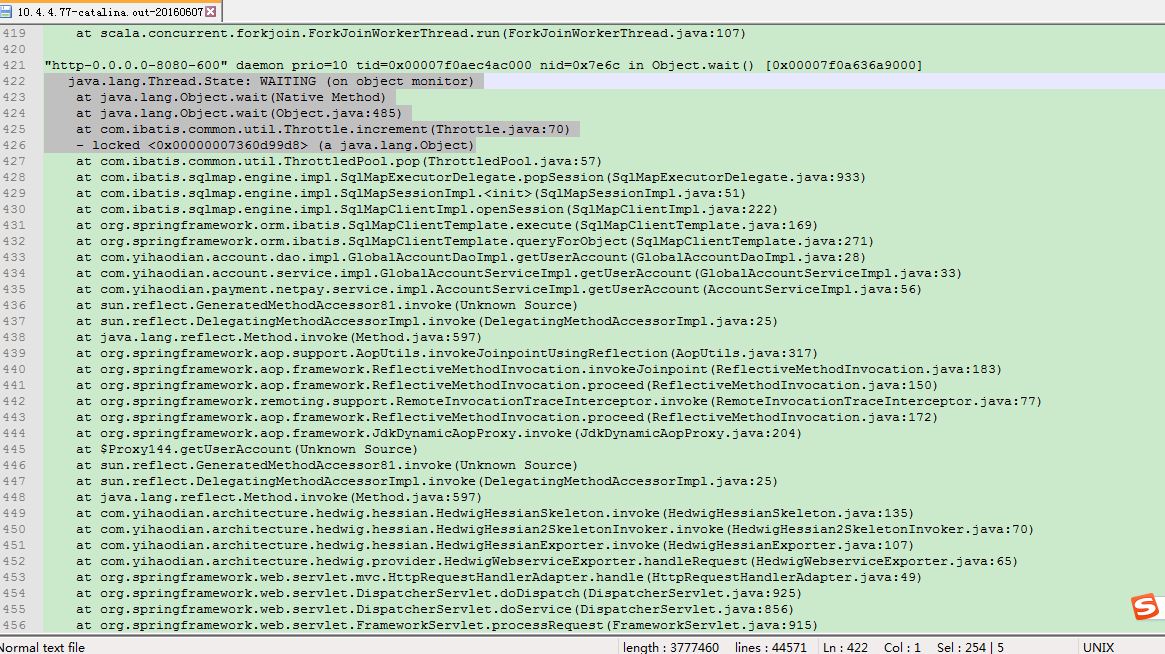 10.4.4.77-catalina.out-20160607
419 at scala.concurrent.forkjoin.ForkJoinWorkerThread.run(ForkJoinWorkerThread.java:107)
420
421 "http-0.0.0.0-8080-600" daemon prio=10 tid=0x00007f0aec4ac000 nid=0x7e6c in Object.wait() [0x00007f0a636a9000]
422 java.lang.Thread.State: WAITING (on object monitor)
423 at java.lang.Object.wait(Native Method)
424 at java.lang.Object.wait(Object.java:485)
425 at com.ibatis.common.util.Throttle.increment(Throttle.java:70)
426 - locked <0x00000007360d99d8> (a java.lang.Object)
427 at com.ibatis.common.util.ThrottledPool.pop(ThrottledPool.java:57)
428 at com.ibatis.sqlmap.engine.impl.SqlMapExecutorDelegate.popSession(SqlMapExecutorDelegate.java:933)
429 at com.ibatis.sqlmap.engine.impl.SqlMapSessionImpl.<init>(SqlMapSessionImpl.java:51)
430 at com.ibatis.sqlmap.engine.impl.SqlMapClientImpl.openSession(SqlMapClientImpl.java:222)
431 at org.springframework.orm.ibatis.SqlMapClientTemplate.execute(SqlMapClientTemplate.java:169)
432 at org.springframework.orm.ibatis.SqlMapClientTemplate.queryForObject(SqlMapClientTemplate.java:271)
433 at com.yihaodian.account.dao.impl.GlobalAccountDaoImpl.getUserAccount(GlobalAccountDaoImpl.java:28)
434 at com.yihaodian.account.service.impl.GlobalAccountServiceImpl.getUserAccount(GlobalAccountServiceImpl.java:33)
435 at com.yihaodian.payment.netpay.service.impl.AccountServiceImpl.getUserAccount(AccountServiceImpl.java:56)
436 at sun.reflect.GeneratedMethodAccessor81.invoke(Unknown Source)
437 at sun.reflect.DelegatingMethodAccessorImpl.invoke(DelegatingMethodAccessorImpl.java:25)
438 at java.lang.reflect.Method.invoke(Method.java:597)
439 at org.springframework.aop.support.AopUtils.invokeJoinpointUsingReflection(AopUtils.java:317)
440 at org.springframework.aop.framework.ReflectiveMethodInvocation.invokeJoinpoint(ReflectiveMethodInvocation.java:183)
441 at org.springframework.aop.framework.ReflectiveMethodInvocation.proceed(ReflectiveMethodInvocation.java:150)
442 at org.springframework.remoting.support.RemoteInvocationTraceInterceptor.invoke(RemoteInvocationTraceInterceptor.java:77)
443 at org.springframework.aop.framework.ReflectiveMethodInvocation.proceed(ReflectiveMethodInvocation.java:172)
444 at org.springframework.aop.framework.JdkDynamicAopProxy.invoke(JdkDynamicAopProxy.java:204)
445 at $Proxy144.getUserAccount(Unknown Source)
446 at sun.reflect.GeneratedMethodAccessor81.invoke(Unknown Source)
447 at sun.reflect.DelegatingMethodAccessorImpl.invoke(DelegatingMethodAccessorImpl.java:25)
448 at java.lang.reflect.Method.invoke(Method.java:597)
449 at com.yihaodian.architecture.hedwig.hessian.HedwigHessianSkeleton.invoke(HedwigHessianSkeleton.java:135)
450 at com.yihaodian.architecture.hedwig.hessian.HedwigHessian2SkeletonInvoker.invoke(HedwigHessian2SkeletonInvoker.java:70)
451 at com.yihaodian.architecture.hedwig.hessian.HedwigHessianExporter.invoke(HedwigHessianExporter.java:107)
452 at com.yihaodian.architecture.hedwig.provider.HedwigWebserviceExporter.handleRequest(HedwigWebserviceExporter.java:65)
453 at org.springframework.web.servlet.mvc.HttpRequestHandlerAdapter.handle(HttpRequestHandlerAdapter.java:49)
454 at org.springframework.web.servlet.DispatcherServlet.doDispatch(DispatcherServlet.java:925)
455 at org.springframework.web.servlet.DispatcherServlet.doService(DispatcherServlet.java:856)
456 at org.springframework.web.servlet.FrameworkServlet.processRequest(FrameworkServlet.java:915)
Normal text file length : 3777460 lines : 44571 Ln : 422 Col : 1 Sel : 254 | 5 UNIX